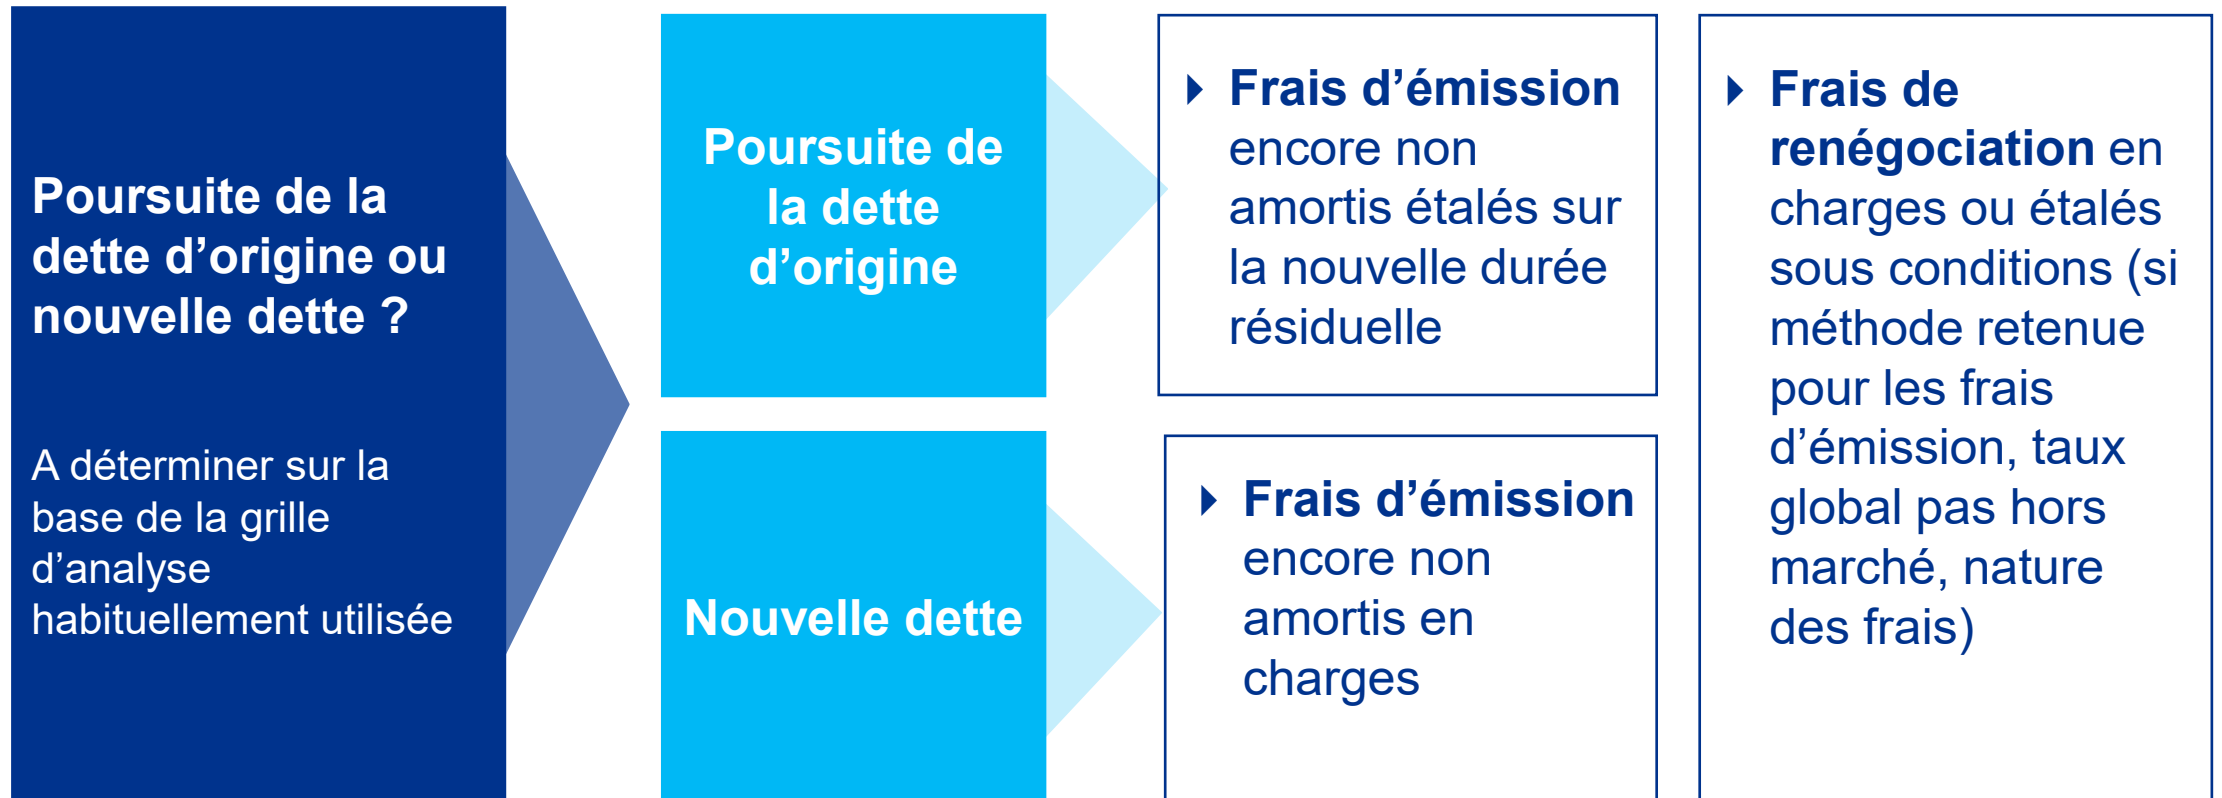 Poursuite de la
dette d’origine ou
nouvelle dette ?
A déterminer sur la
base de la grille
d’analyse
habituellement utilisée
Poursuite de
la dette
d’origine
Frais d’émission
encore non
amortis étalés sur
la nouvelle durée
résiduelle
Nouvelle dette
Frais d’émission
encore non
amortis en
charges
Frais de
renégociation en
charges ou étalés
sous conditions (si
méthode retenue
pour les frais
d’émission, taux
global pas hors
marché, nature
des frais)